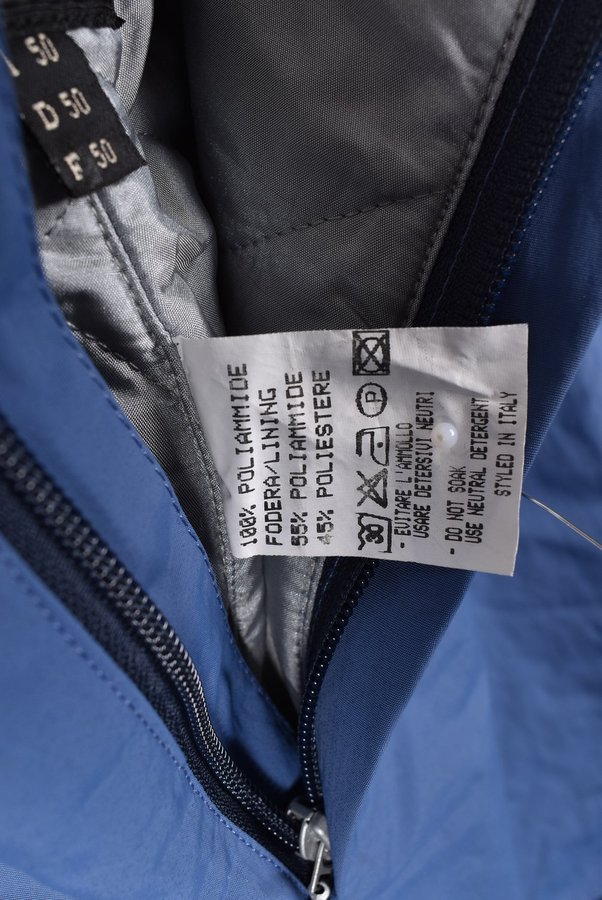 50
D 50
F 50
100% POLIAMMIDE
FODERA/LINING
55% POLIAMMIDE
45% POLIESTERE
30
P
- EVITARE L'AMMOLLO
USARE DETERSIVI NEUTRI
- DO NOT SOAK
USE NEUTRAL DETERGENT
STYLED IN ITALY